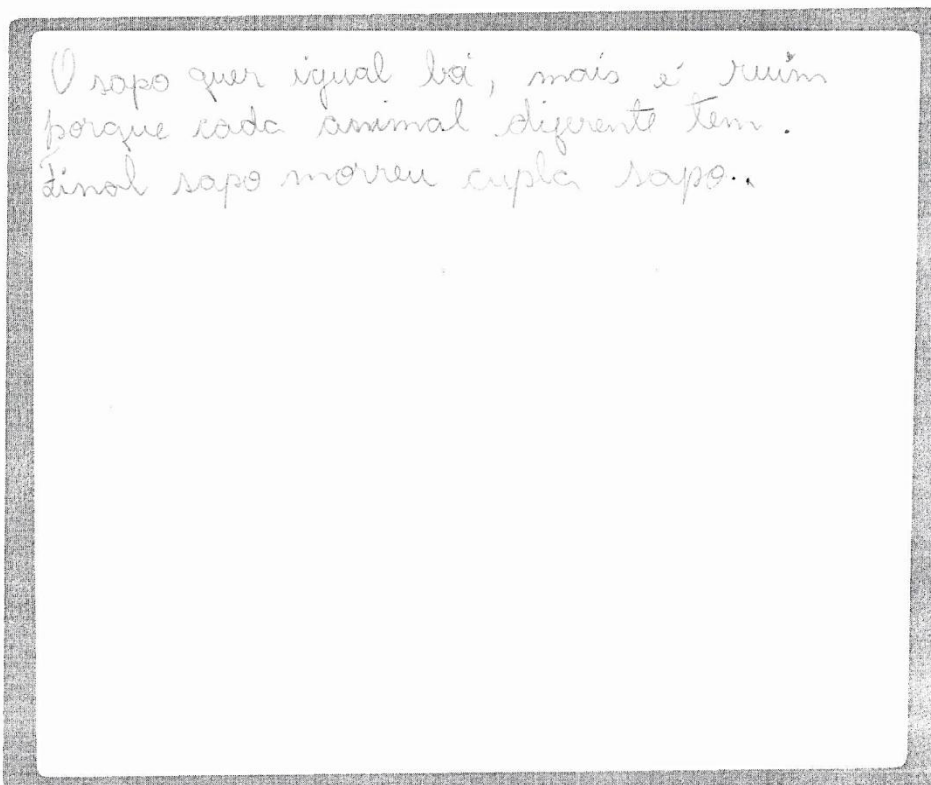 O sapo quer igual boi, mais é ruim
porque cada animal diferente tem.
Final sapo morreu cupla sapo..